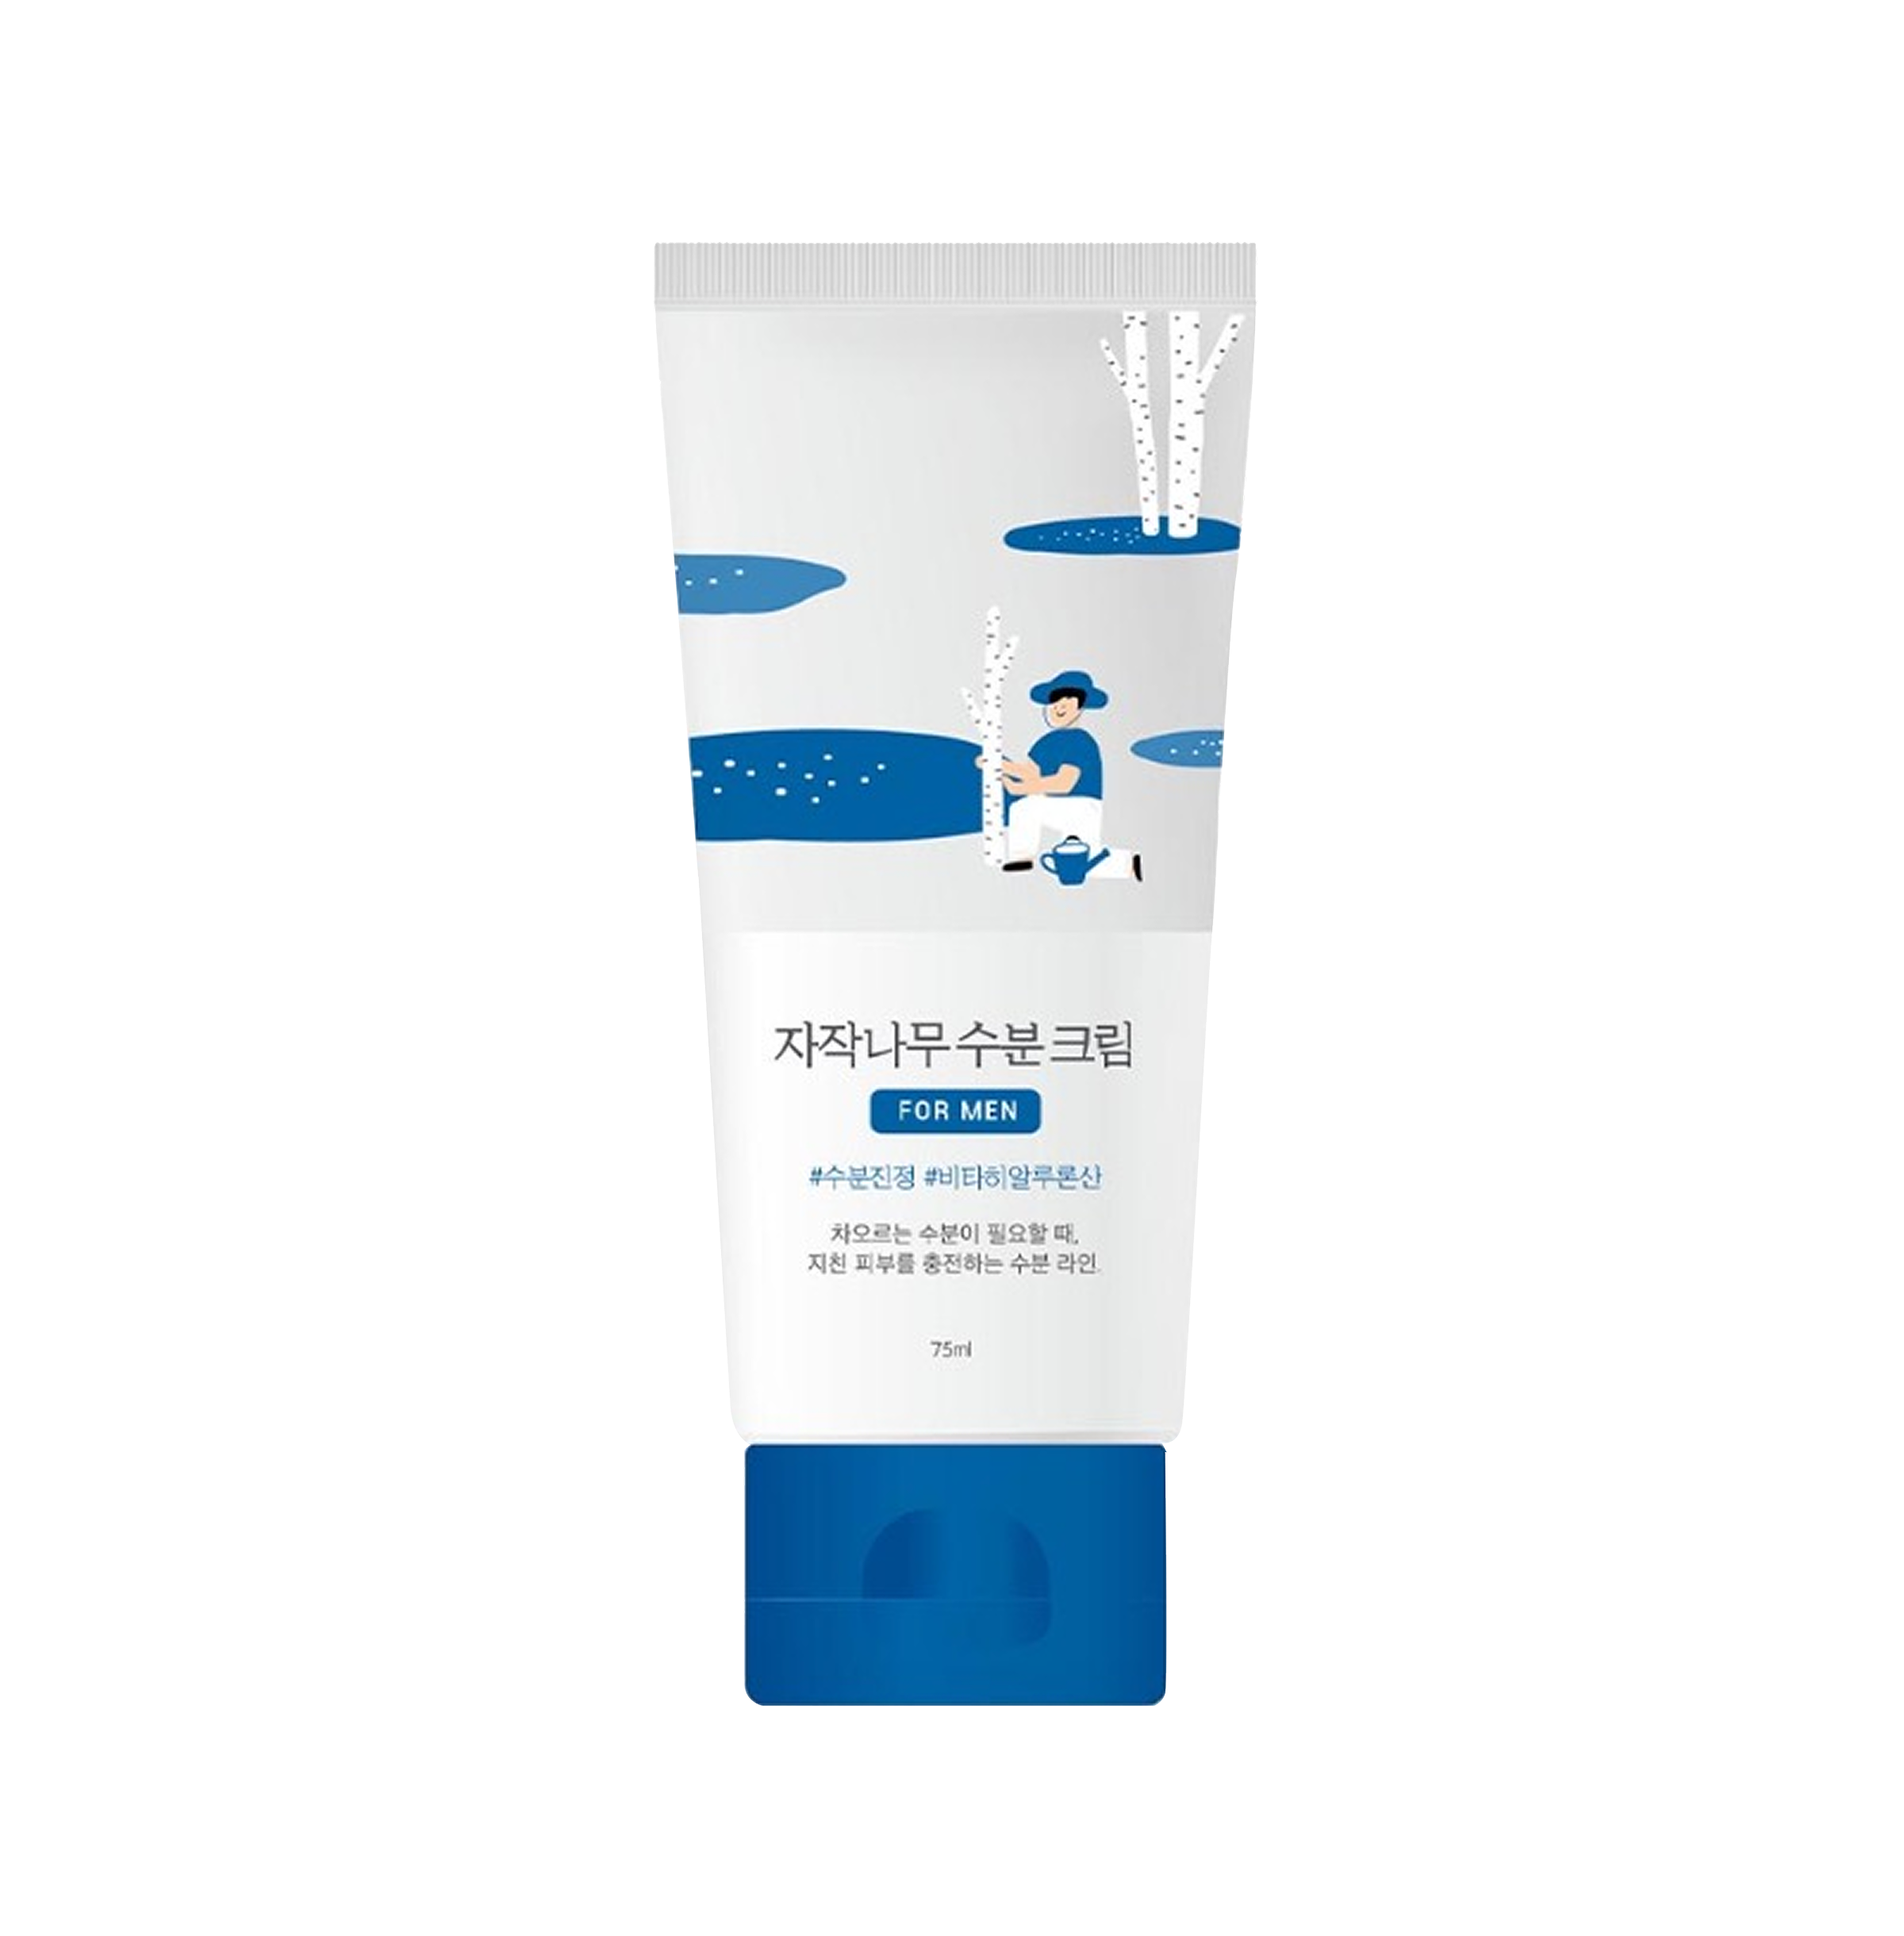 자작나무 수분 크림
FOR MEN
#수분진정 #비타히알루론산
차오르는 수분이 필요할 때,
지친 피부를 충전하는 수분 라인.
75ml